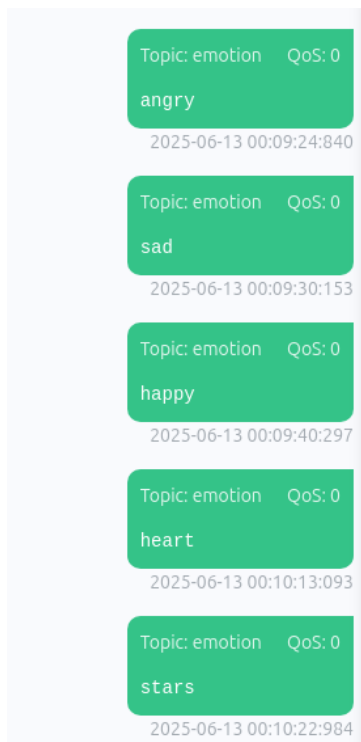 Topic: emotion QoS: 0
angry
2025-06-13 00:09:24:840
Topic: emotion QoS: 0
sad
2025-06-13 00:09:30:153
Topic: emotion QoS: 0
happy
2025-06-13 00:09:40:297
Topic: emotion QoS: 0
heart
2025-06-13 00:10:13:093
Topic: emotion QoS: 0
stars
2025-06-13 00:10:22:984